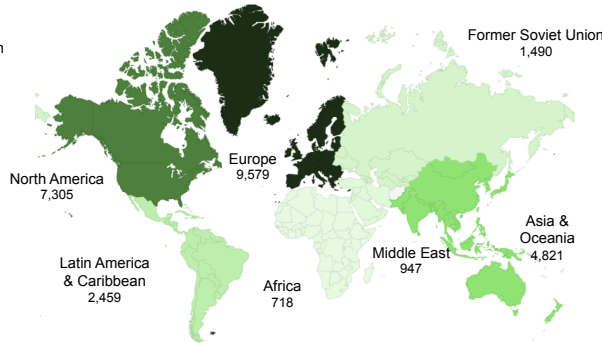 Former Soviet Union
1,490
Europe
9,579
North America
7,305
Asia &
Oceania
4,821
Middle East
947
Latin America
& Caribbean
2,459
Africa
718